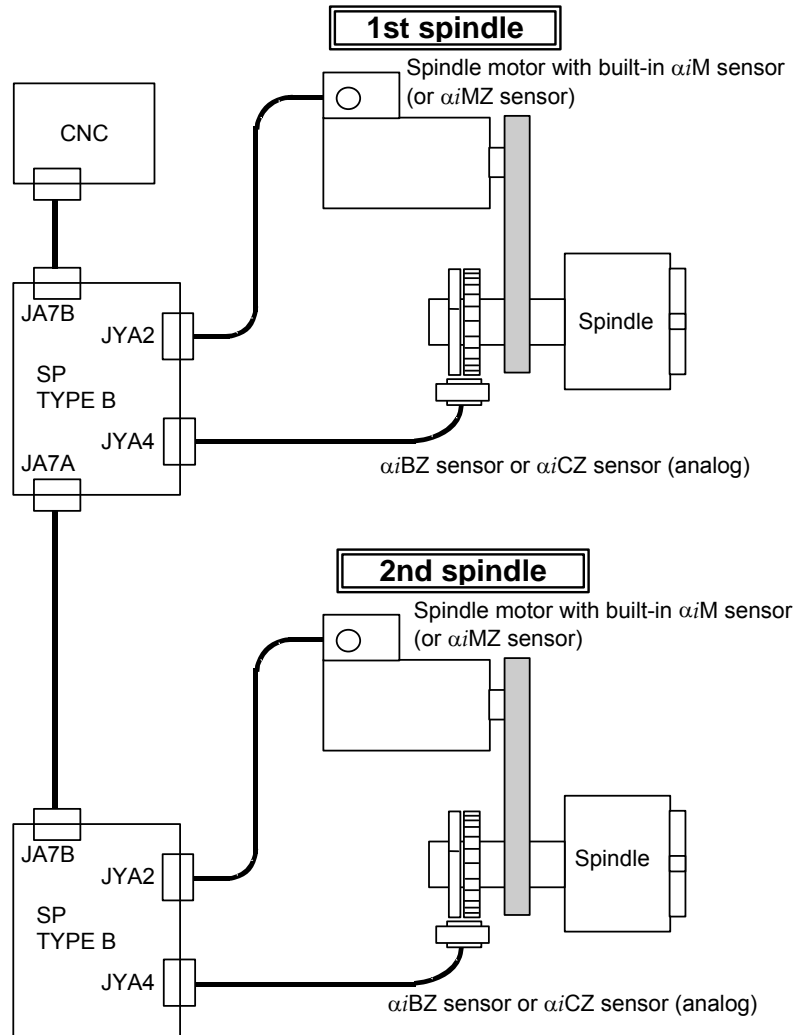 1st spindle
Spindle motor with built-in αiM sensor
(or αiMZ sensor)
CNC
JA7B
JYA2
SP
TYPE B
Spindle
JYA4
JA7A
αiBZ sensor or αiCZ sensor (analog)
2nd spindle
Spindle motor with built-in αiM sensor
(or αiMZ sensor)
JA7B
JYA2
SP
TYPE B
Spindle
JYA4
αiBZ sensor or αiCZ sensor (analog)